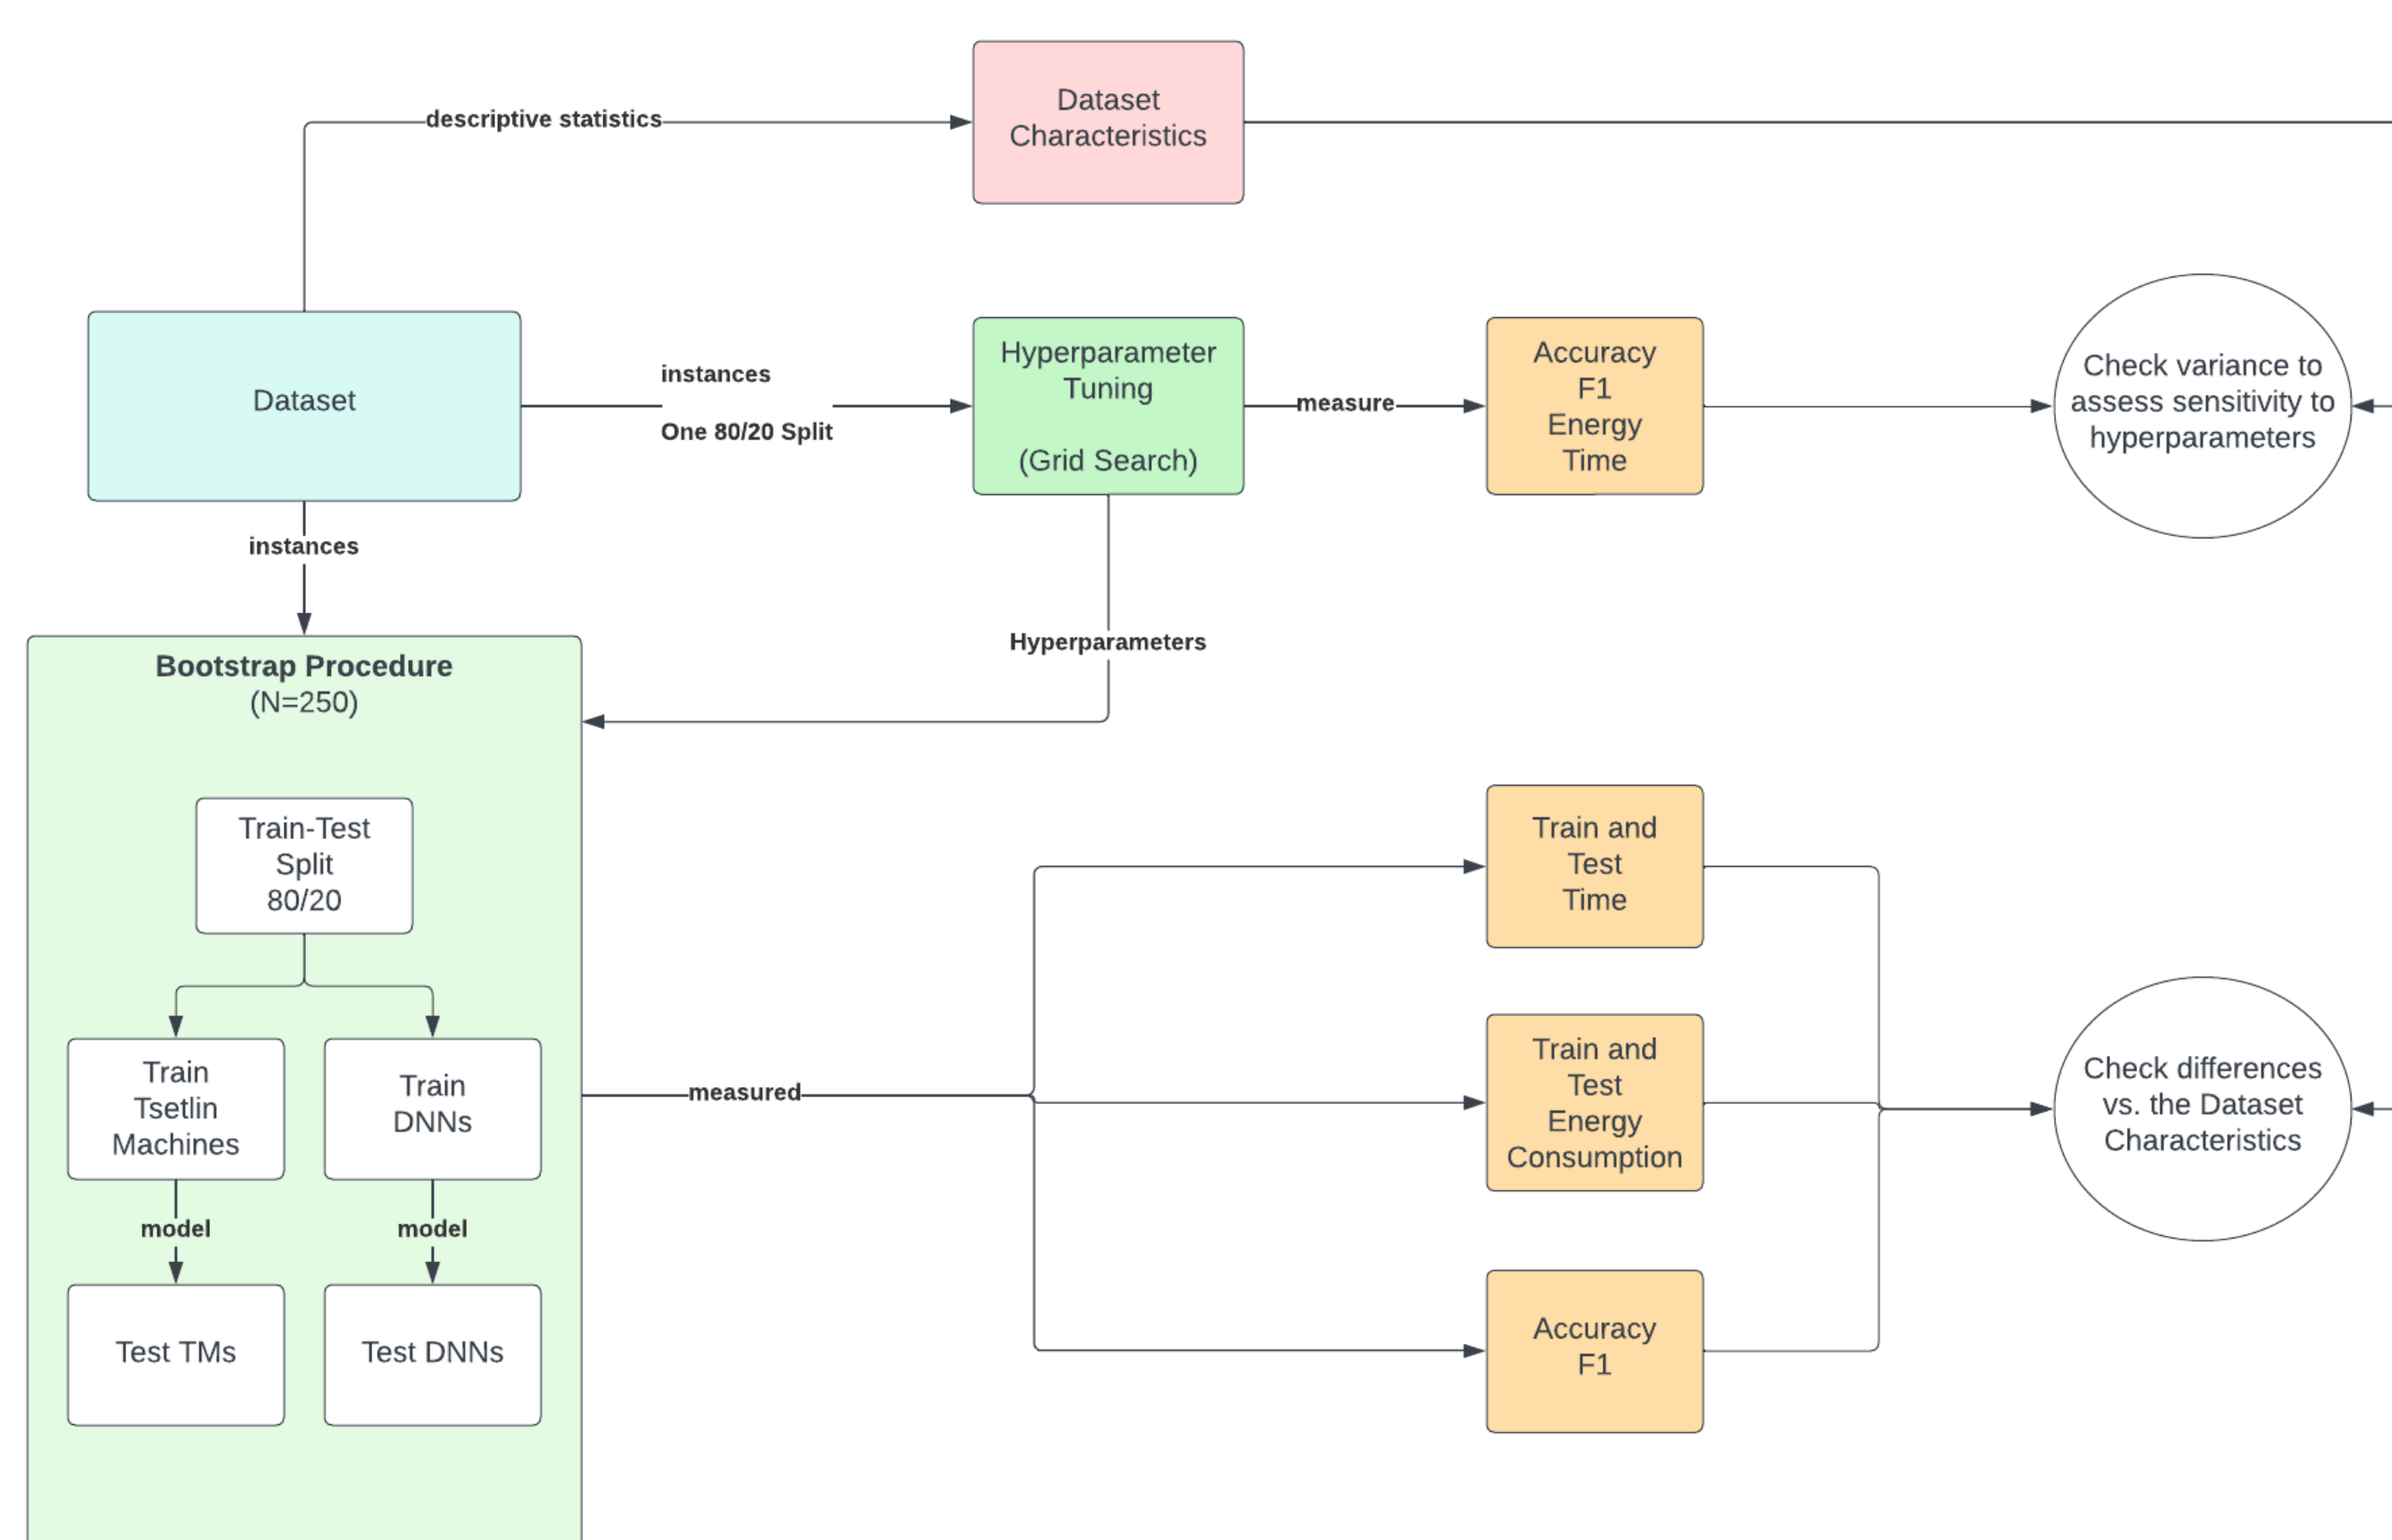 Dataset
Characteristics
descriptive statistics
Dataset
instances
One 80/20 Split
Hyperparameter
Tuning
(Grid Search)
measure
Accuracy
F1
Energy
Time
Check variance to
assess sensitivity to
hyperparameters
instances
Hyperparameters
Bootstrap Procedure
(N=250)
Train-Test
Split
80/20
Train
Tsetlin
Machines
Train
DNNs
model
model
Test TMs
Test DNNs
measured
Train and
Test
Time
Train and
Test
Energy
Consumption
Accuracy
F1
Check differences
vs. the Dataset
Characteristics